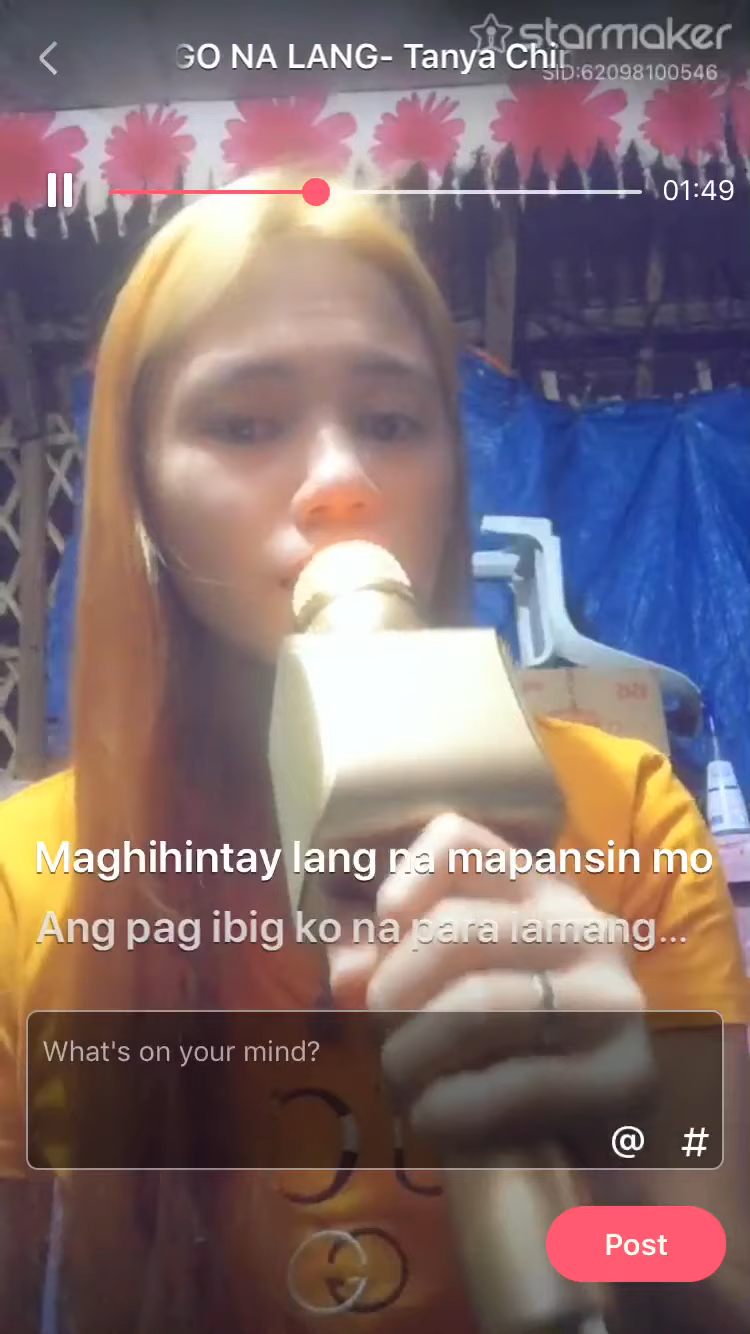 starmaker
GO NA LANG- Tanya Chin
SID:62098100546
01:49
Maghihintay lang na mapansin mo
Ang pag ibig ko na para lamang...
What's on your mind?
@ #
Post